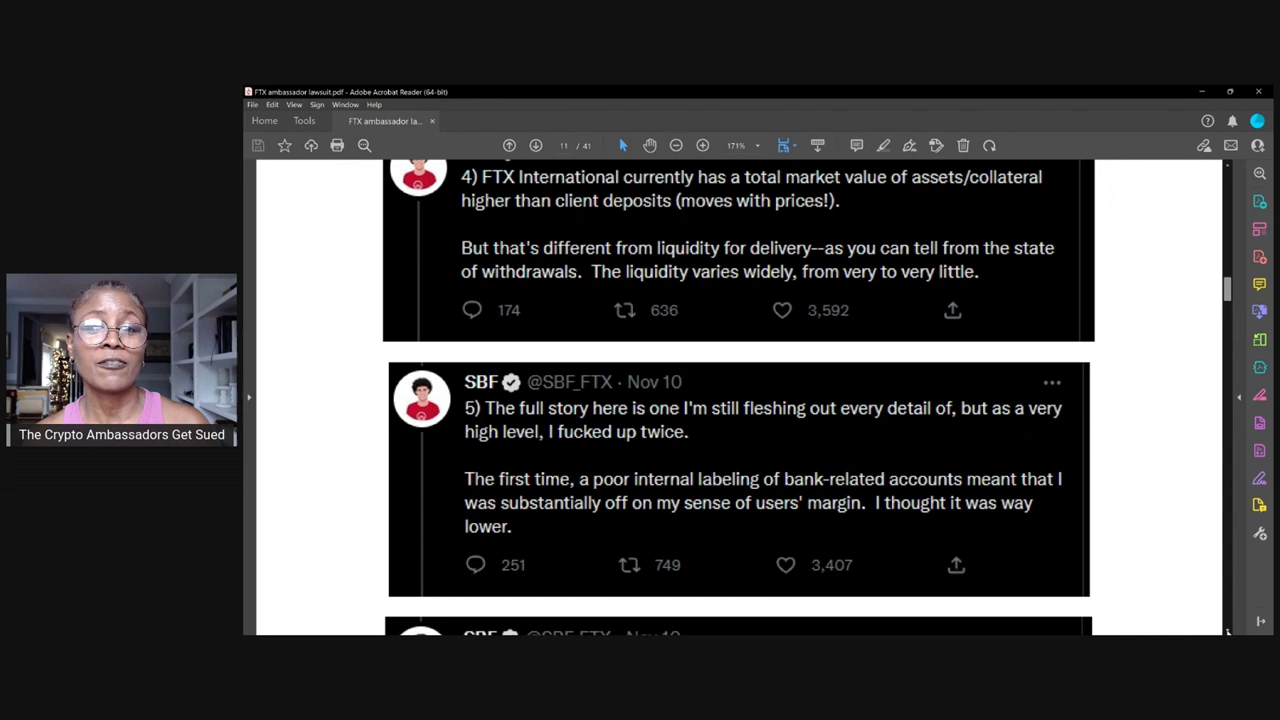 FTX ambassador lawsuit.pdf - Adobe Acrobat Reader (64-bit)
File Edit View Sign Window Help
Home Tools FTX ambassador la... ×
11 / 41 171%
4) FTX International currently has a total market value of assets/collateral
higher than client deposits (moves with prices!).
But that's different from liquidity for delivery--as you can tell from the state
of withdrawals. The liquidity varies widely, from very to very little.
174 636 3,592
SBF @SBF_FTX · Nov 10
5) The full story here is one I'm still fleshing out every detail of, but as a very
high level, I fucked up twice.
The first time, a poor internal labeling of bank-related accounts meant that I
was substantially off on my sense of users' margin. I thought it was way
lower.
251 749 3,407
SBF @SBF_FTX · Nov 10
The Crypto Ambassadors Get Sued